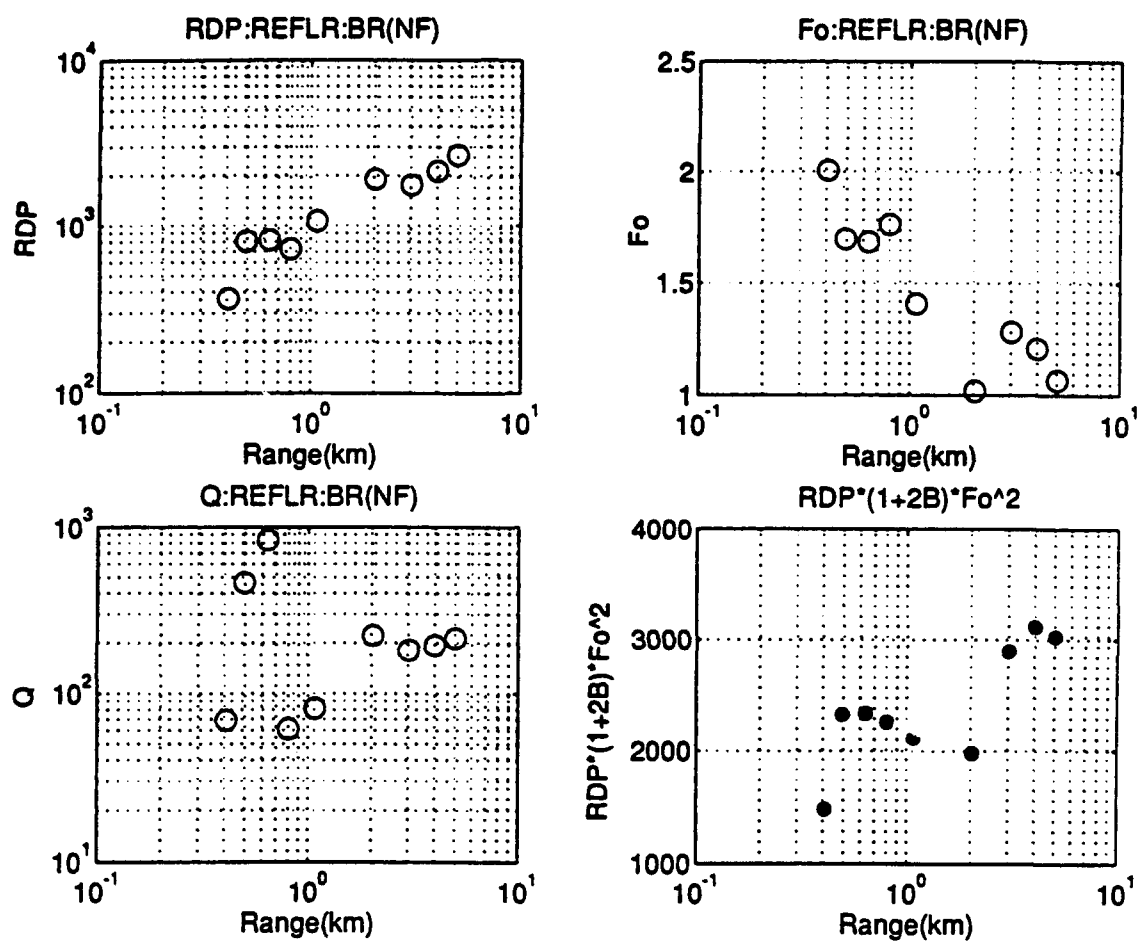 RDP:REFLR:BR(NF)
10^4
10^3
10^2
RDP
10^-1
10^0
10^1
Range(km)
Fo:REFLR:BR(NF)
2.5
2
1.5
1
Fo
10^-1
10^0
10^1
Range(km)
Q:REFLR:BR(NF)
10^3
10^2
10^1
Q
10^-1
10^0
10^1
Range(km)
RDP*(1+2B)*Fo^2
4000
3000
2000
1000
RDP*(1+2B)*Fo^2
10^-1
10^0
10^1
Range(km)